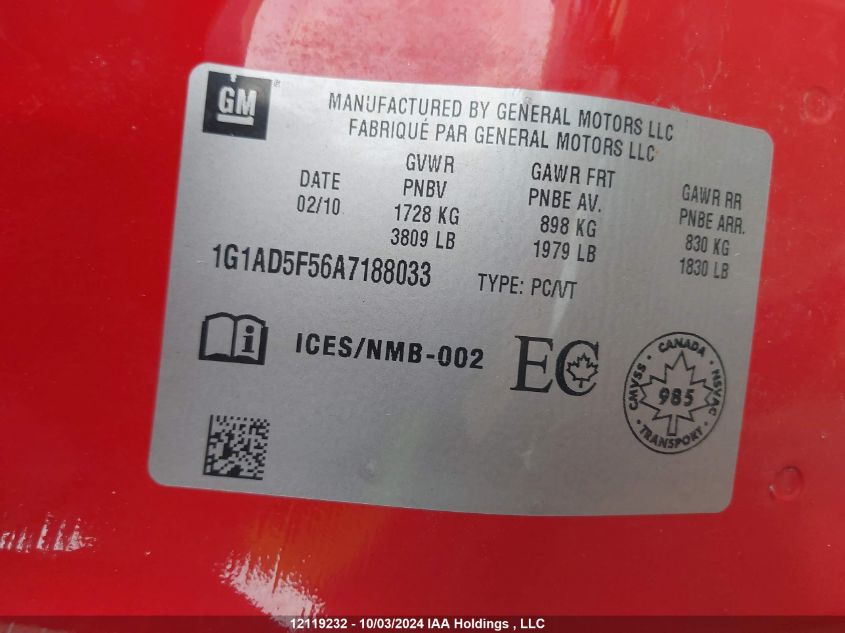 GM
MANUFACTURED BY GENERAL MOTORS LLC
FABRIQUÉ PAR GENERAL MOTORS LLC
DATE
02/10
GVWR
PNBV
1728 KG
3809 LB
GAWR FRT
PNBE AV.
898 KG
1979 LB
GAWR RR
PNBE ARR.
830 KG
1830 LB
1G1AD5F56A7188033
TYPE: PC/VT
i
ICES/NMB-002
EC
CANADA
CMVSS
NSVAC
985
TRANSPORT
12119232 - 10/03/2024 IAA Holdings , LLC